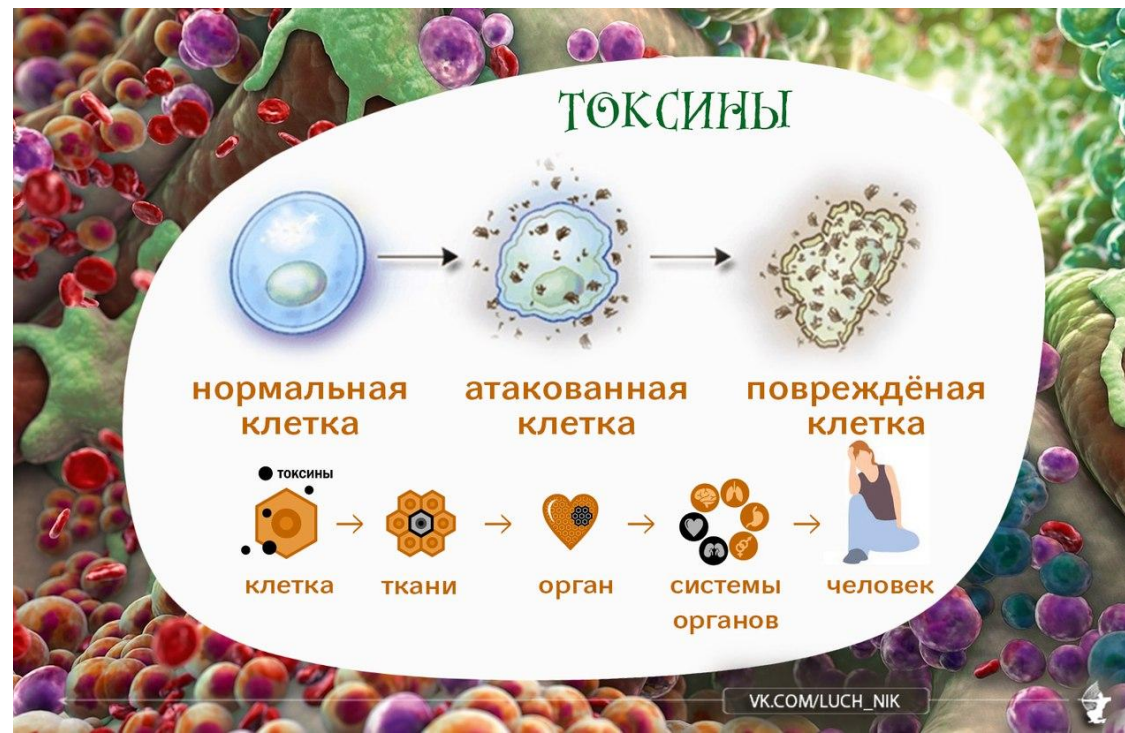 ТОКСИНЫ
нормальная
клетка
атакованная
клетка
повреждёная
клетка
токсины
клетка
ткани
орган
системы
органов
человек
VK.COM/LUCH_NIK